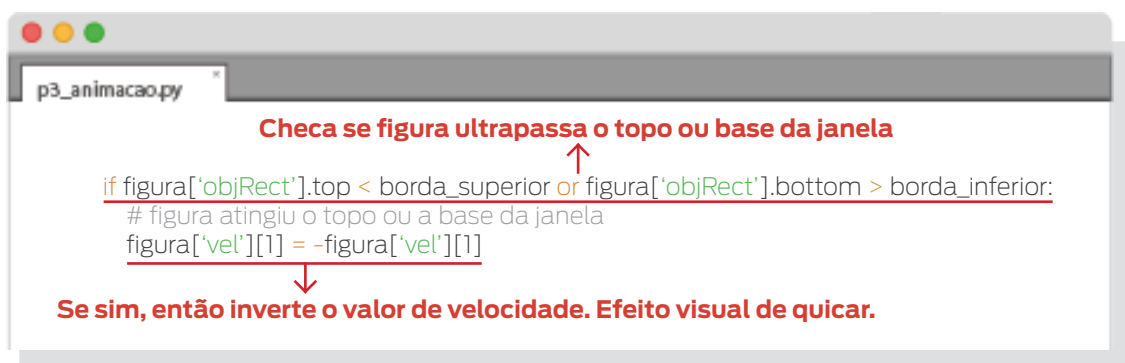 p3_animacao.py ×
Checa se figura ultrapassa o topo ou base da janela
if figura[‘objRect’].top < borda_superior or figura[‘objRect’].bottom > borda_inferior:
# figura atingiu o topo ou a base da janela
figura[‘vel’][1] = -figura[‘vel’][1]
Se sim, então inverte o valor de velocidade. Efeito visual de quicar.